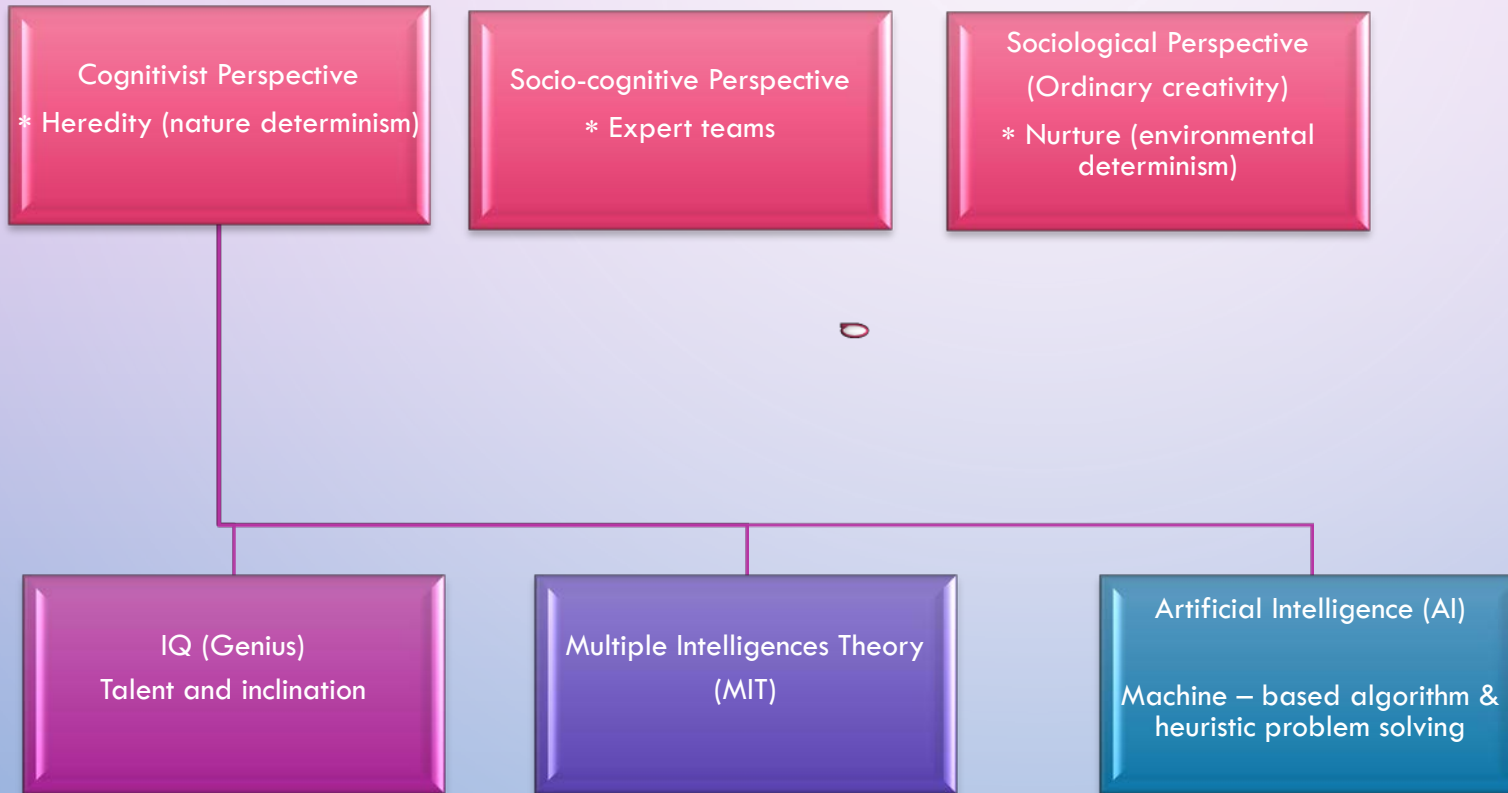 Cognitivist Perspective
* Heredity (nature determism)
Socio-cognitive Perspective
* Expert teams
Sociological Perspective
(Ordinary creativity)
* Nurture (environmental
determinism)
IQ (Genius)
Talent and inclination
Multiple Intelligences Theory
(MIT)
Artificial Intelligence (AI)
Machine – based algorithm &
heuristic problem solving